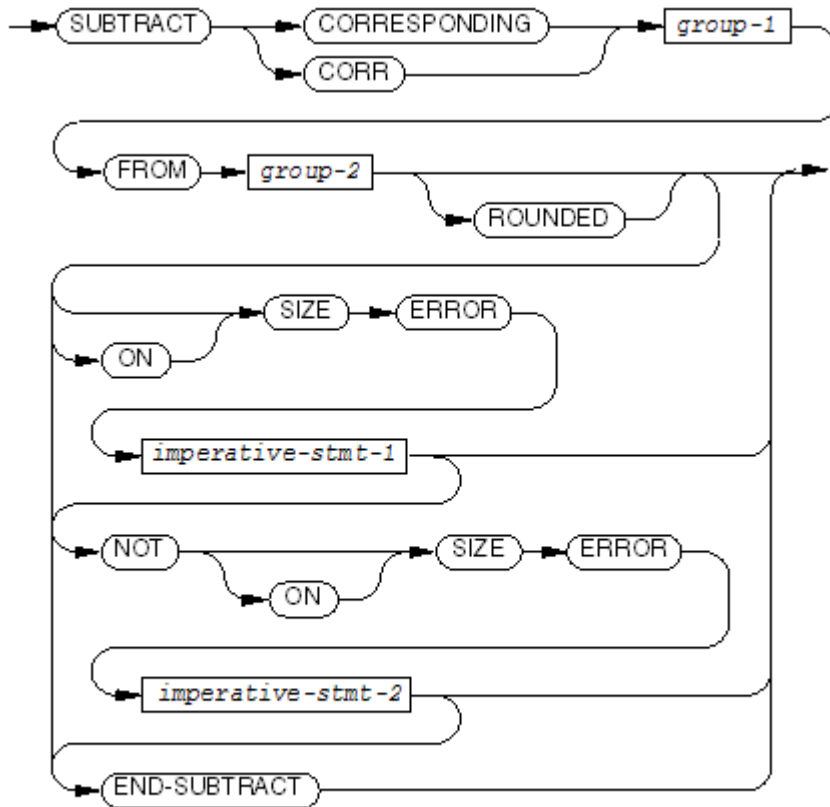 SUBTRACT CORRESPONDING group-1
CORR
FROM group-2
ROUNDED
SIZE ERROR
ON
imperative-stmt-1
NOT SIZE ERROR
ON
imperative-stmt-2
END-SUBTRACT